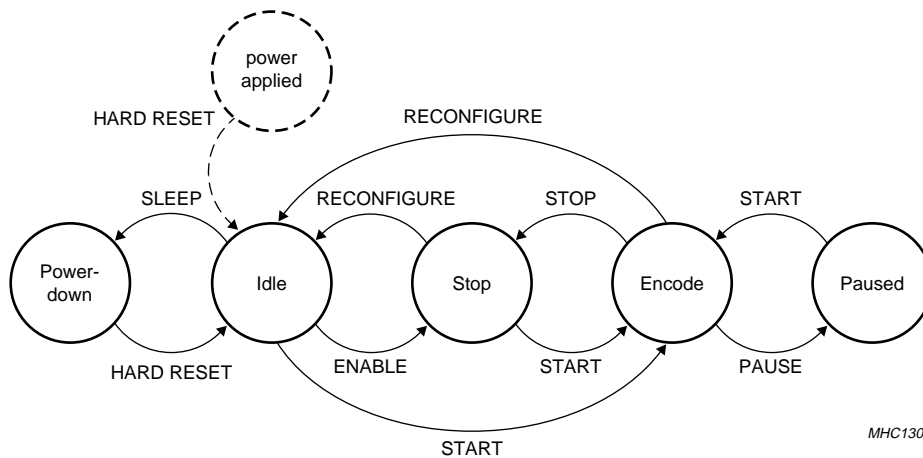 power
applied
HARD RESET
RECONFIGURE
SLEEP
RECONFIGURE
STOP
START
Power-
down
Idle
Stop
Encode
Paused
HARD RESET
ENABLE
START
PAUSE
START
MHC130